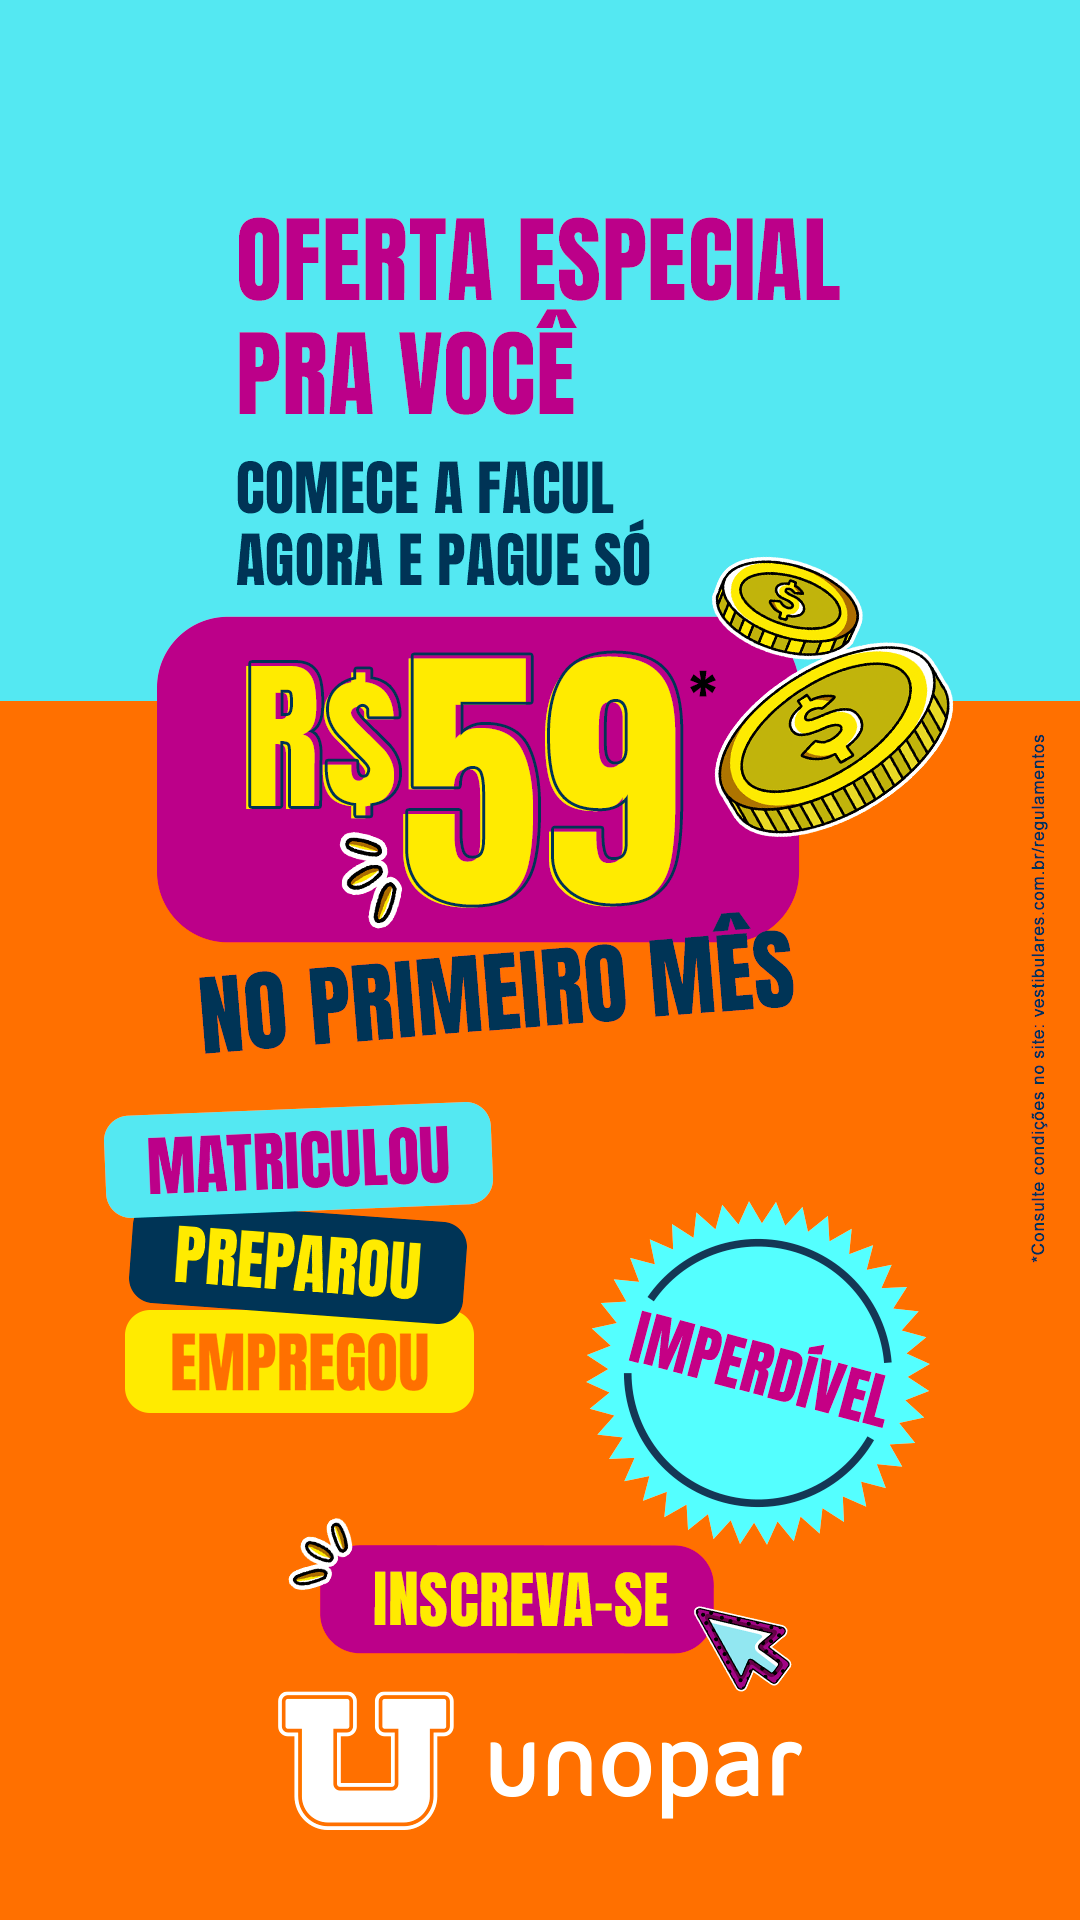 OFERTA ESPECIAL
PRA VOCÊ
COMECE A FACUL
AGORA E PAGUE SÓ
R$59*
NO PRIMEIRO MÊS
*Consulte condições no site: vestibulares.com.br/regulamentos
MATRICULOU
PREPAROU
EMPREGOU
IMPERDÍVEL
INSCREVA-SE
U unopar